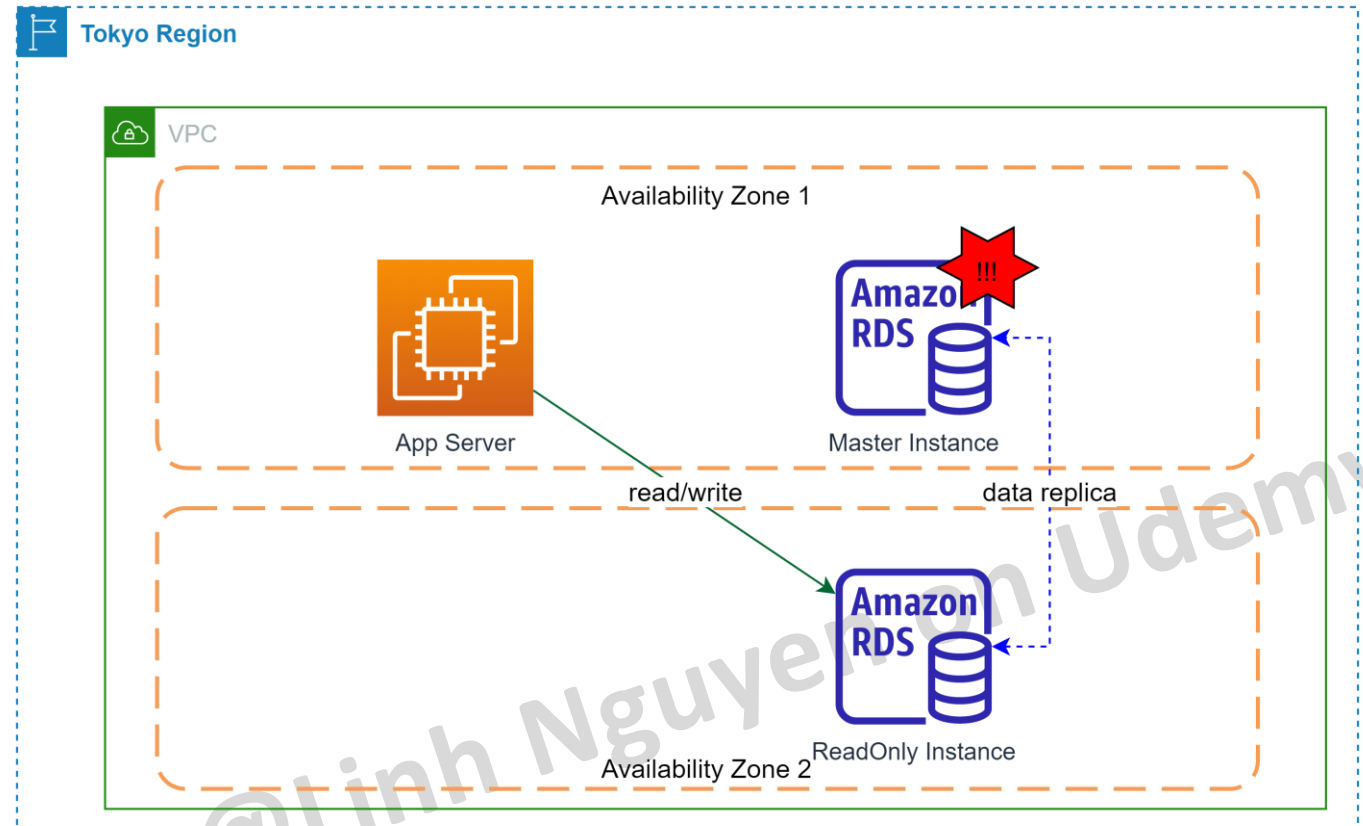 Tokyo Region
VPC
Availability Zone 1
!!!
Amazon
RDS
App Server
Master Instance
read/write
data replica
Amazon
RDS
ReadOnly Instance
Availability Zone 2
@Linh Nguyen on Udemy